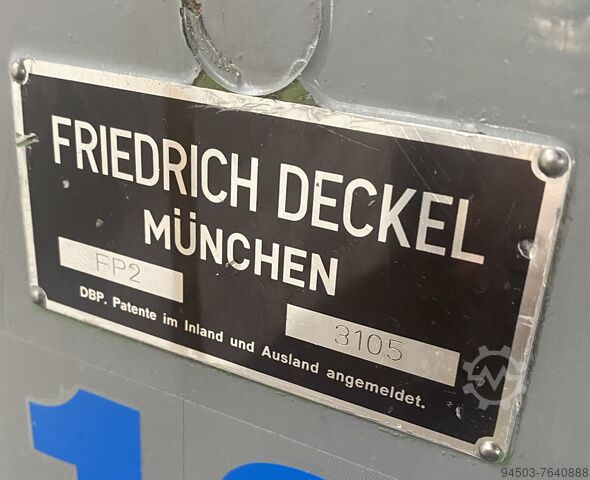 FRIEDRICH DECKEL
MÜNCHEN
FP2
3105
DBP. Patente im Inland und Ausland angemeldet.
94503-7640888